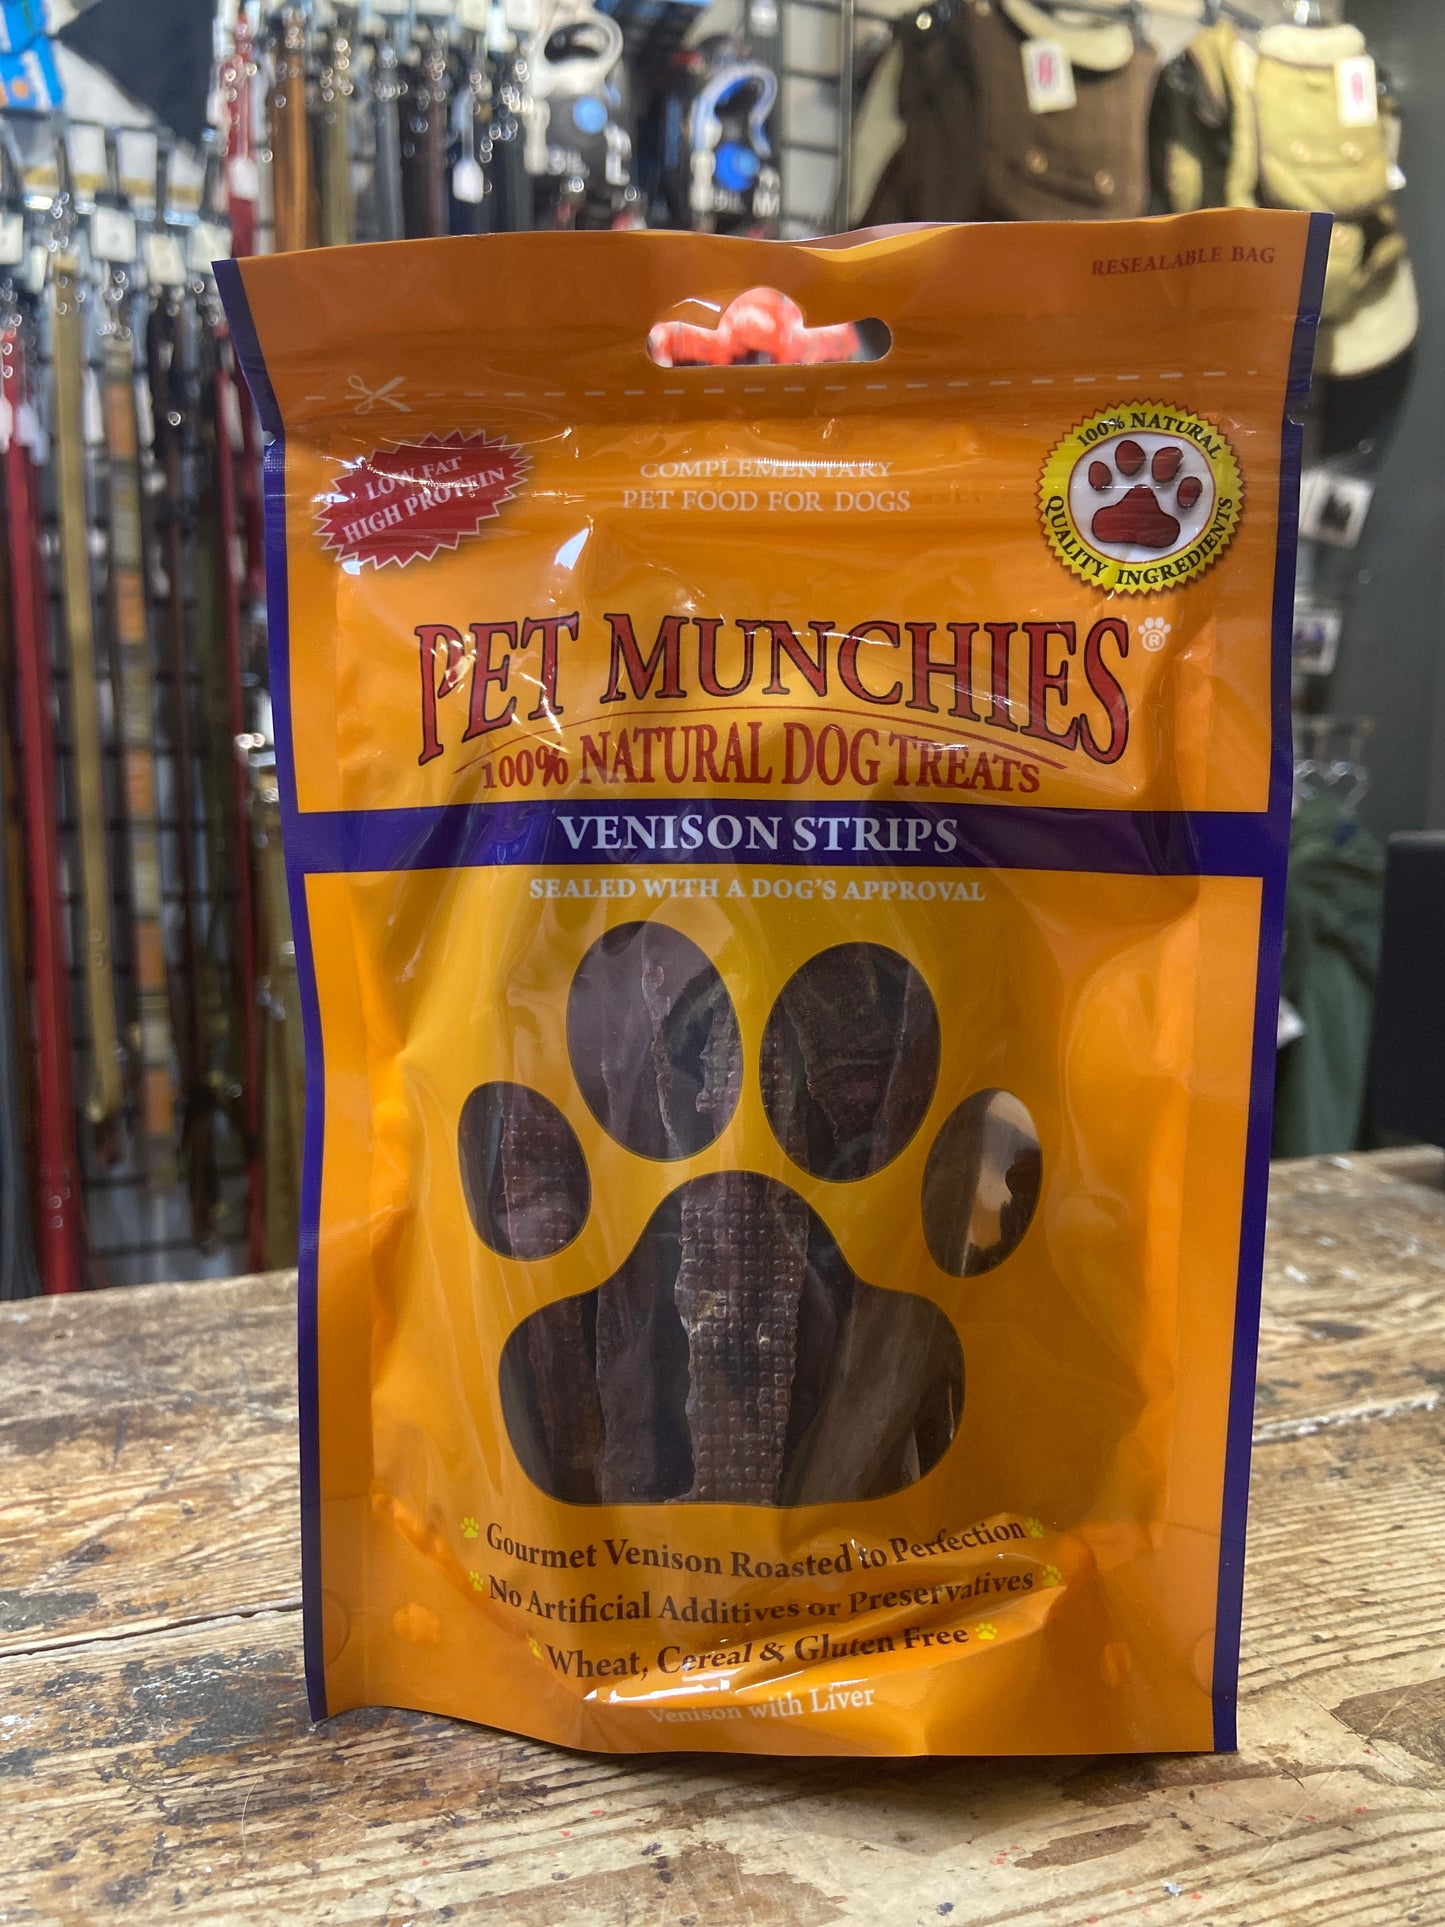 RESEALABLE BAG
LOW FAT
HIGH PROTEIN
COMPLEMENTARY
PET FOOD FOR DOGS
100% NATURAL
QUALITY INGREDIENTS
PET MUNCHIES®
100% NATURAL DOG TREATS
VENISON STRIPS
SEALED WITH A DOG'S APPROVAL
Gourmet Venison Roasted to Perfection
No Artificial Additives or Preservatives
Wheat, Cereal & Gluten Free
Venison with Liver